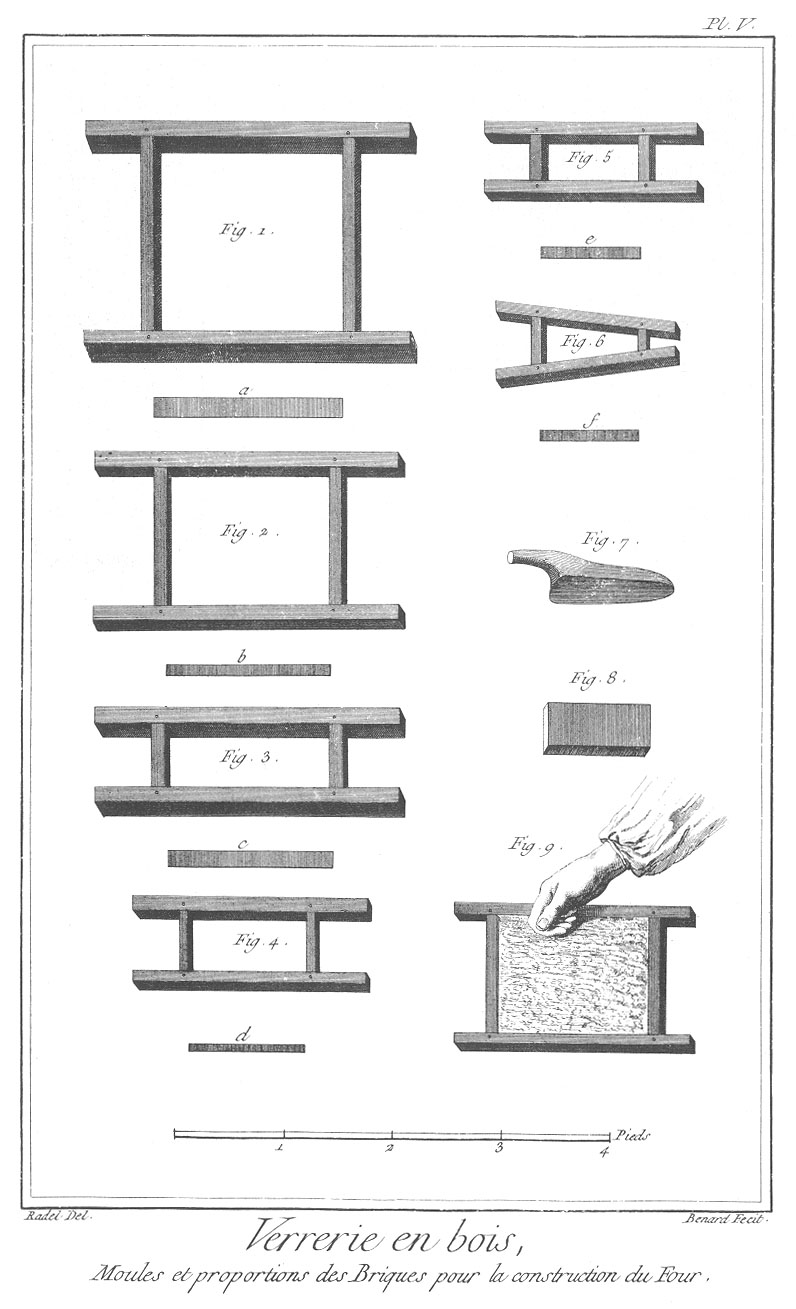 Pl. V.
Fig. 1.
a
Fig. 2.
b
Fig. 3.
c
Fig. 4.
d
Fig. 5
e
Fig. 6
f
Fig. 7.
Fig. 8.
Fig. 9.
Pieds
1 2 3 4
Radel Del. Benard Fecit.
Verrerie en bois,
Moules et proportions des Briques pour la construction du Four.